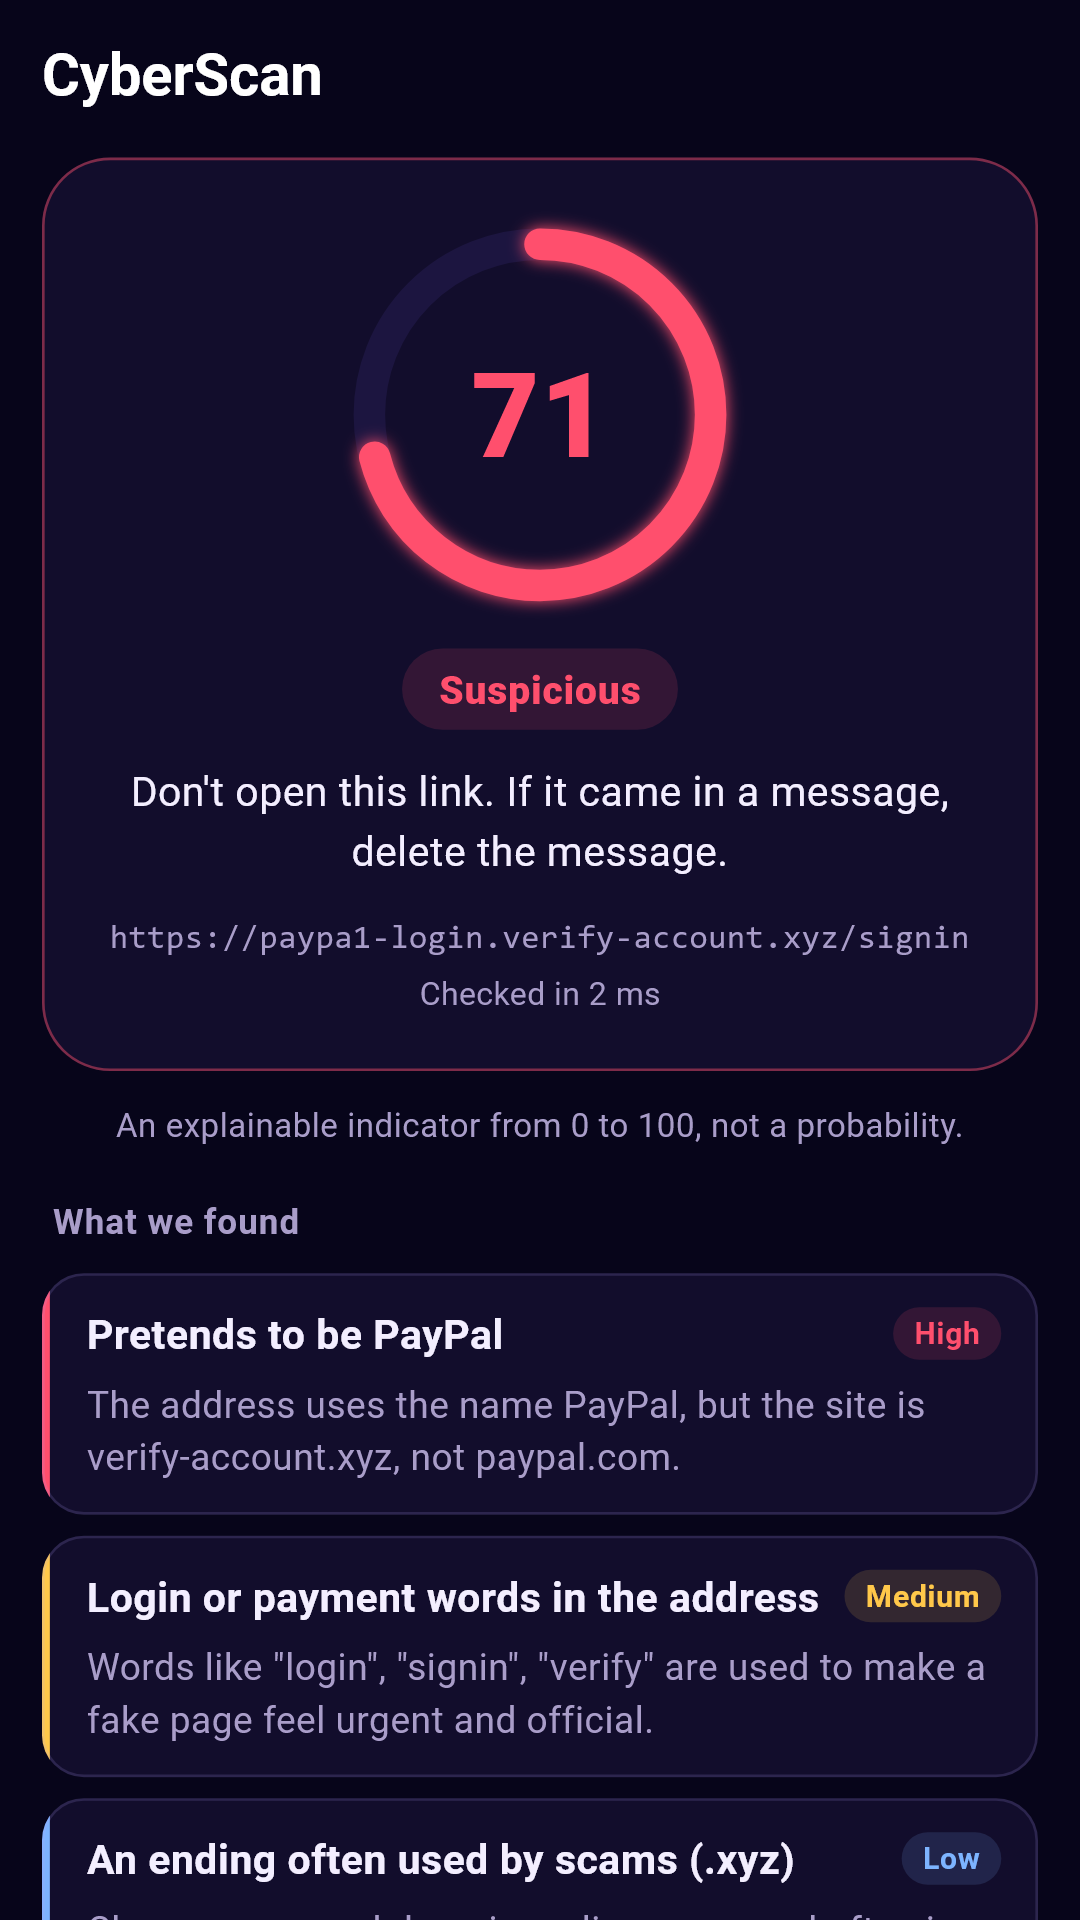 CyberScan
71
Suspicious
Don't open this link. If it came in a message,
delete the message.
https://paypa1-login.verify-account.xyz/signin
Checked in 2 ms
An explainable indicator from 0 to 100, not a probability.
What we found
Pretends to be PayPal
High
The address uses the name PayPal, but the site is
verify-account.xyz, not paypal.com.
Login or payment words in the address
Medium
Words like "login", "signin", "verify" are used to make a
fake page feel urgent and official.
An ending often used by scams (.xyz)
Low